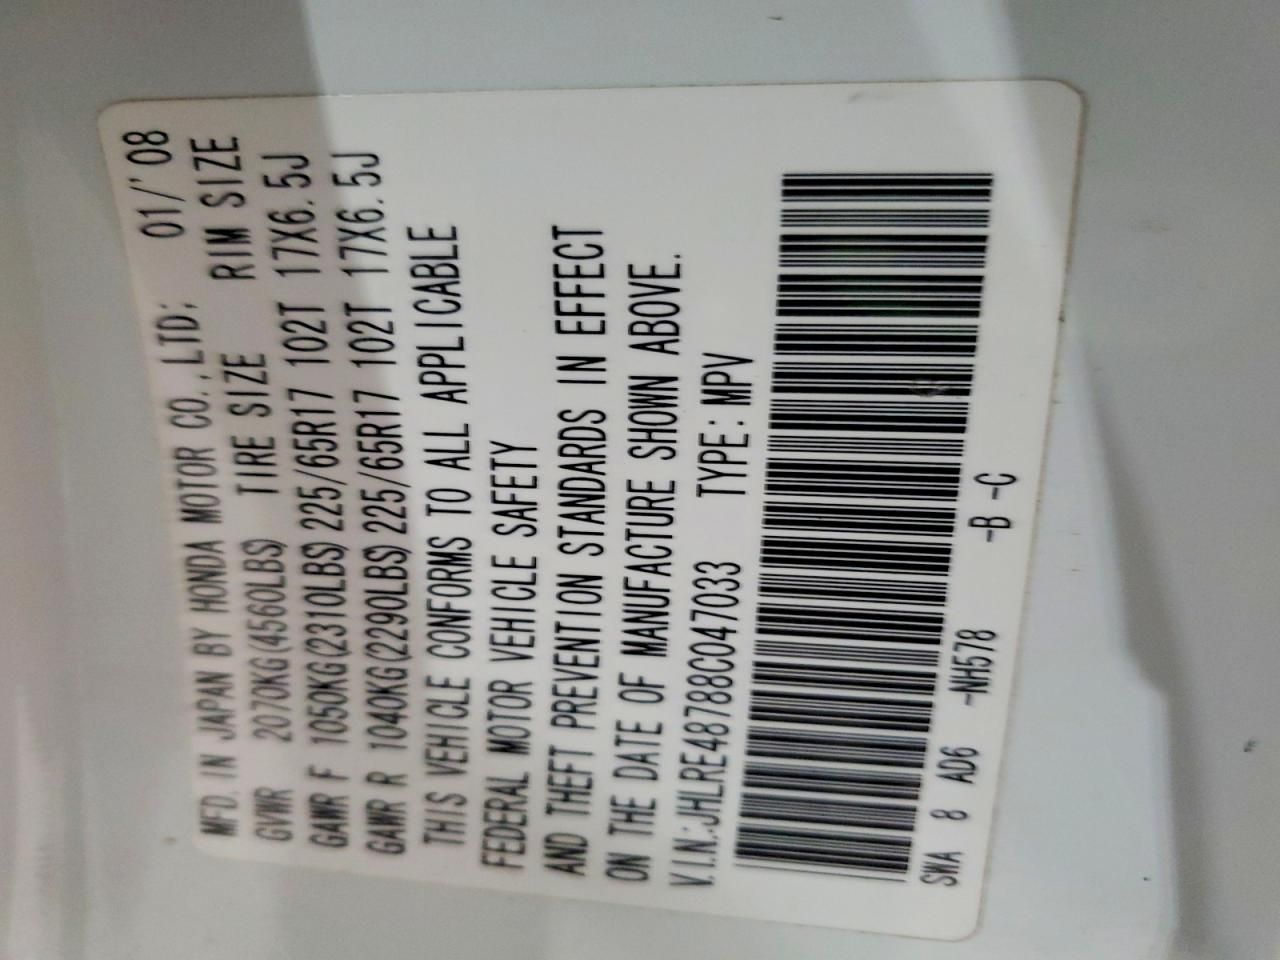 MFD. IN JAPAN BY HONDA MOTOR CO., LTD; 01/'08
GVWR 2070KG(4560LBS) TIRE SIZE RIM SIZE
GAWR F 1050KG(2310LBS) 225/65R17 102T 17X6.5J
GAWR R 1040KG(2290LBS) 225/65R17 102T 17X6.5J
THIS VEHICLE CONFORMS TO ALL APPLICABLE
FEDERAL MOTOR VEHICLE SAFETY
AND THEFT PREVENTION STANDARDS IN EFFECT
ON THE DATE OF MANUFACTURE SHOWN ABOVE.
V.I.N.:JHLRE48788C047033 TYPE: MPV
SWA 8 AD6 -NH578 -B -C